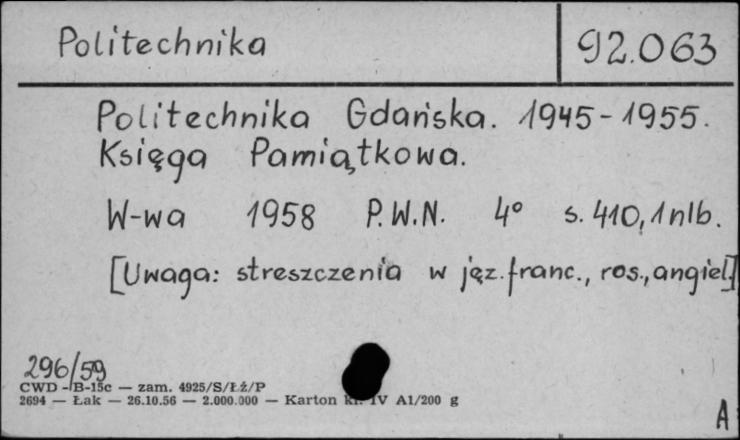 Politechnika 92.063
Politechnika Gdańska. 1945-1955.
Księga Pamiątkowa.
W-wa 1958 P.W.N. 4° s. 410, 1 nlb.
[Uwaga: streszczenia w jęz. franc., ros., angiel.]
296/59
CWD - B-15c — zam. 4925/S/Łź/P
2694 — Łak — 26.10.56 — 2.000.000 — Karton kl. IV A1/200 g
A